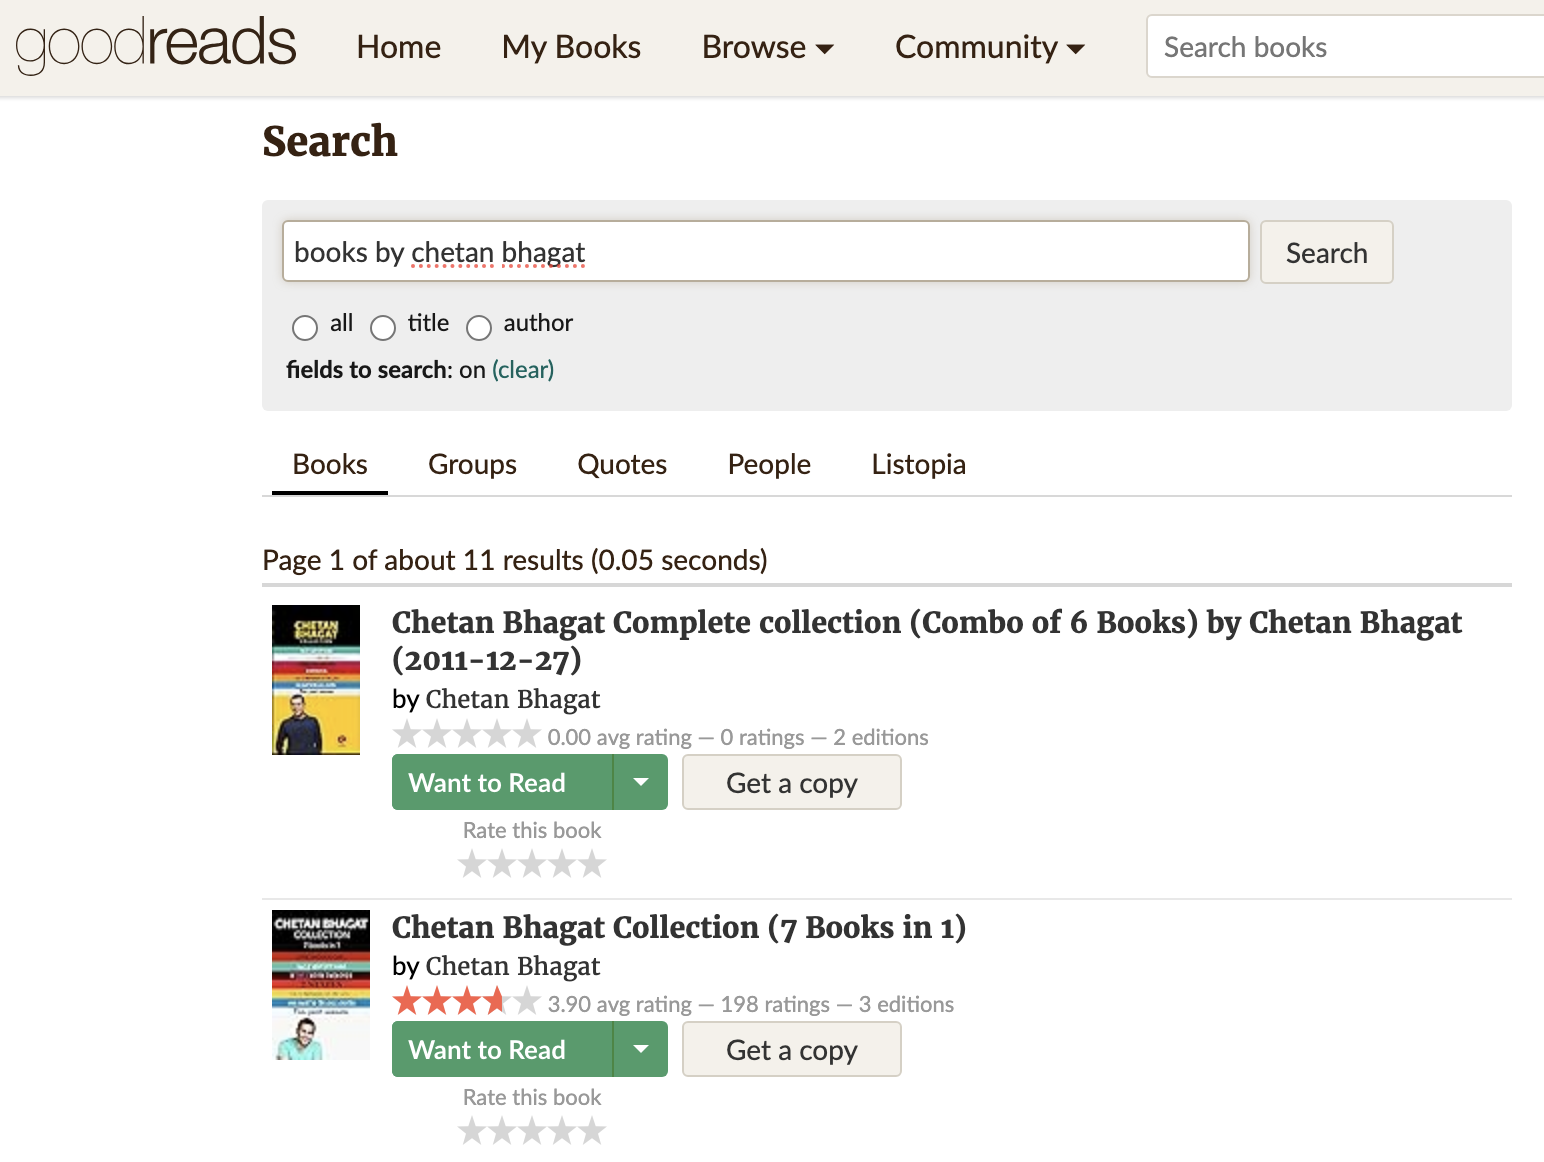 goodreads
Home My Books Browse Community Search books
Search
books by chetan bhagat Search
all title author
fields to search: on (clear)
Books Groups Quotes People Listopia
Page 1 of about 11 results (0.05 seconds)
CHETAN
BHAGAT
Chetan Bhagat Complete collection (Combo of 6 Books) by Chetan Bhagat
(2011-12-27)
by Chetan Bhagat
0.00 avg rating — 0 ratings — 2 editions
Want to Read Get a copy
Rate this book
CHETAN BHAGAT
COLLECTION
7 Books in 1
Chetan Bhagat Collection (7 Books in 1)
by Chetan Bhagat
3.90 avg rating — 198 ratings — 3 editions
Want to Read Get a copy
Rate this book